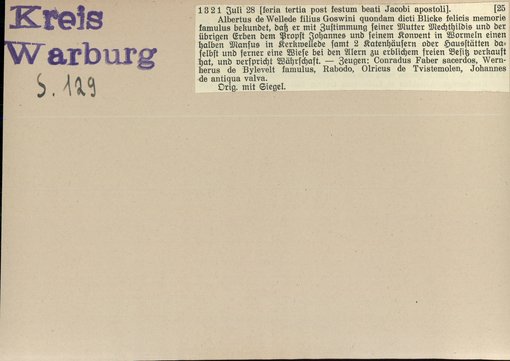 Kreis
Warburg
S. 129
1321 Juli 28 [feria tertia post festum beati Jacobi apostoli]. [25
Albertus de Wellede filius Goswini quondam dicti Blicke felicis memorie
famulus bekundet, daß er mit Zustimmung seiner Mutter Mechthildis und der
übrigen Erben dem Propst Johannes und seinem Konvent in Wormeln einen
halben Mansus in Kerkwellede samt 2 Katenhäusern oder Hausstätten da-
selbst und ferner eine Wiese bei den Alern zu erblichem freien Besitz verkauft
hat, und verspricht Währschaft. — Zeugen: Conradus Faber sacerdos, Wern-
herus de Bylevelt famulus, Rabodo, Olricus de Tvistemolen, Johannes
de antiqua valva.
Orig. mit Siegel.